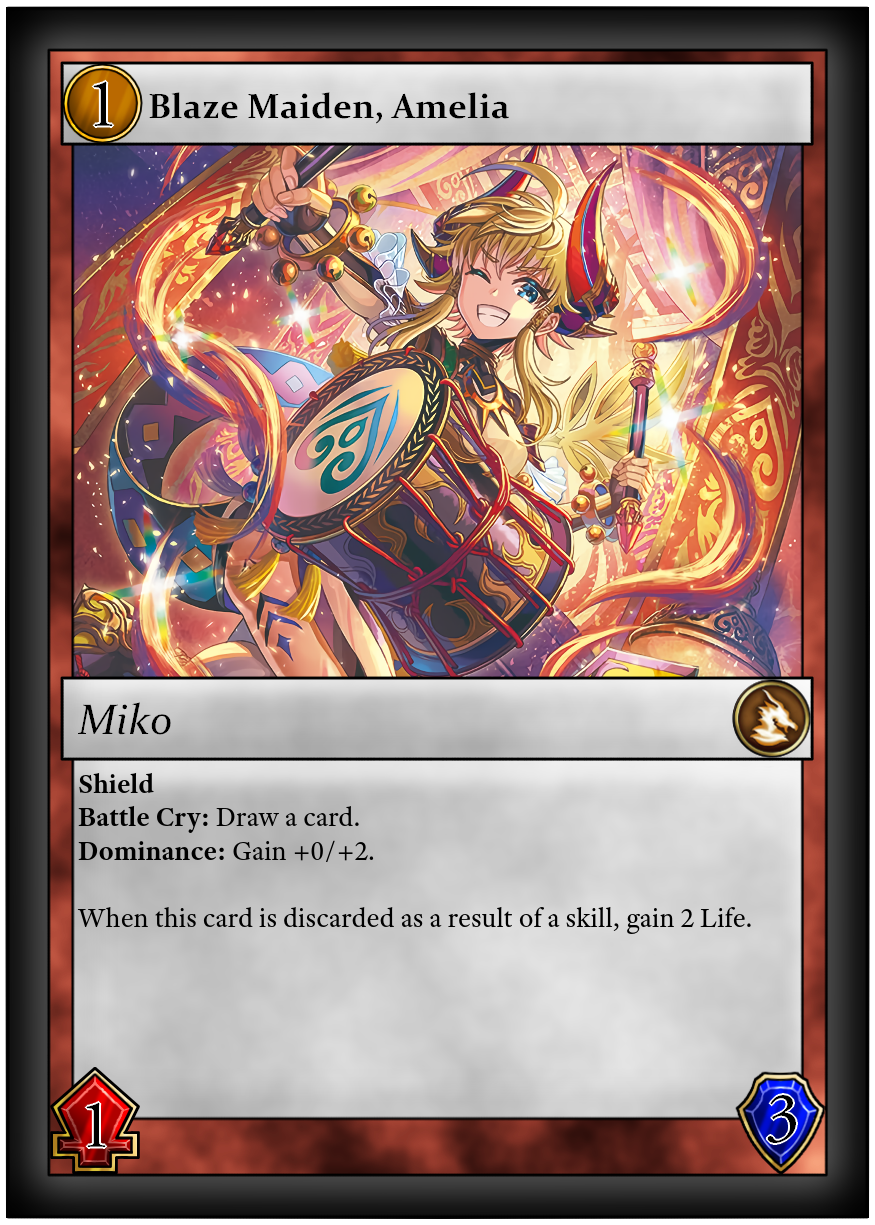 1
Blaze Maiden, Amelia
Miko
Shield
Battle Cry: Draw a card.
Dominance: Gain +0/+2.
When this card is discarded as a result of a skill, gain 2 Life.
1
3